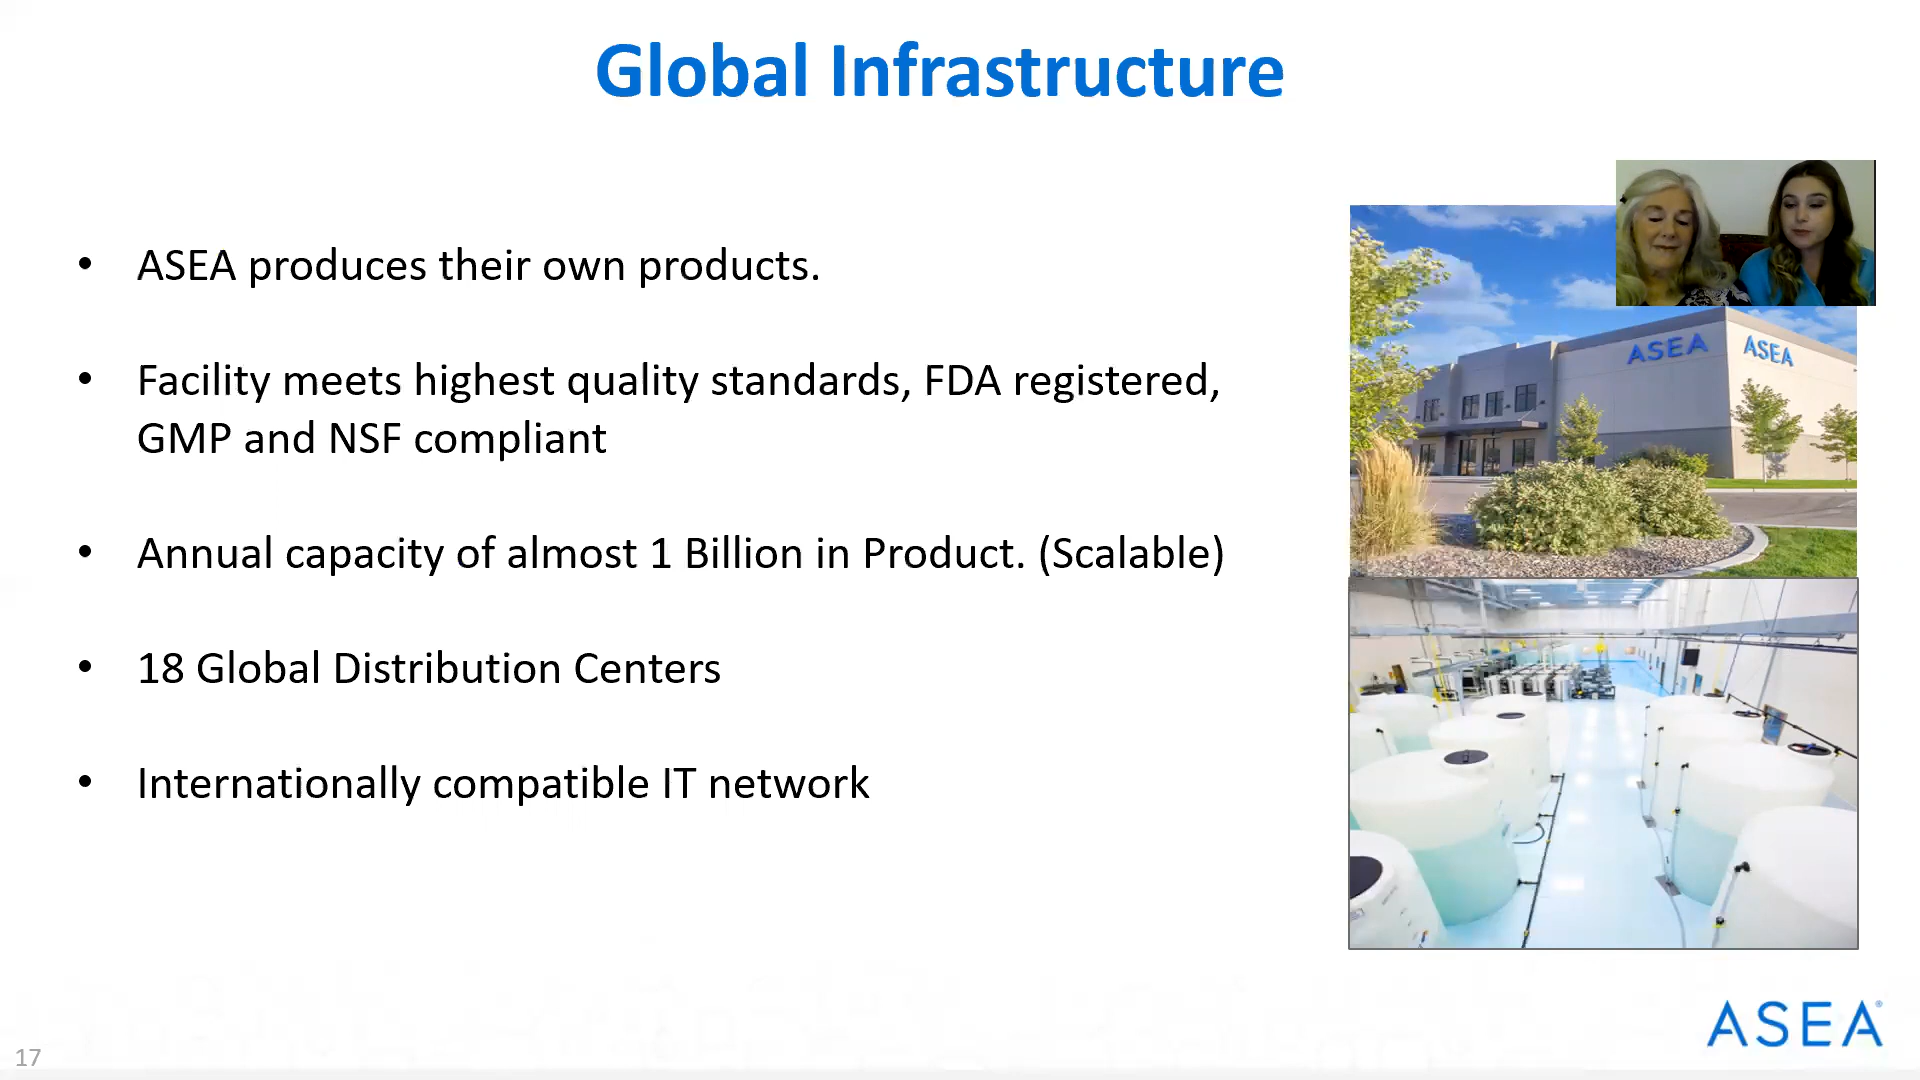 Global Infrastructure
• ASEA produces their own products.
• Facility meets highest quality standards, FDA registered,
GMP and NSF compliant
• Annual capacity of almost 1 Billion in Product. (Scalable)
• 18 Global Distribution Centers
• Internationally compatible IT network
ASEA ASEA
ASEA®
17